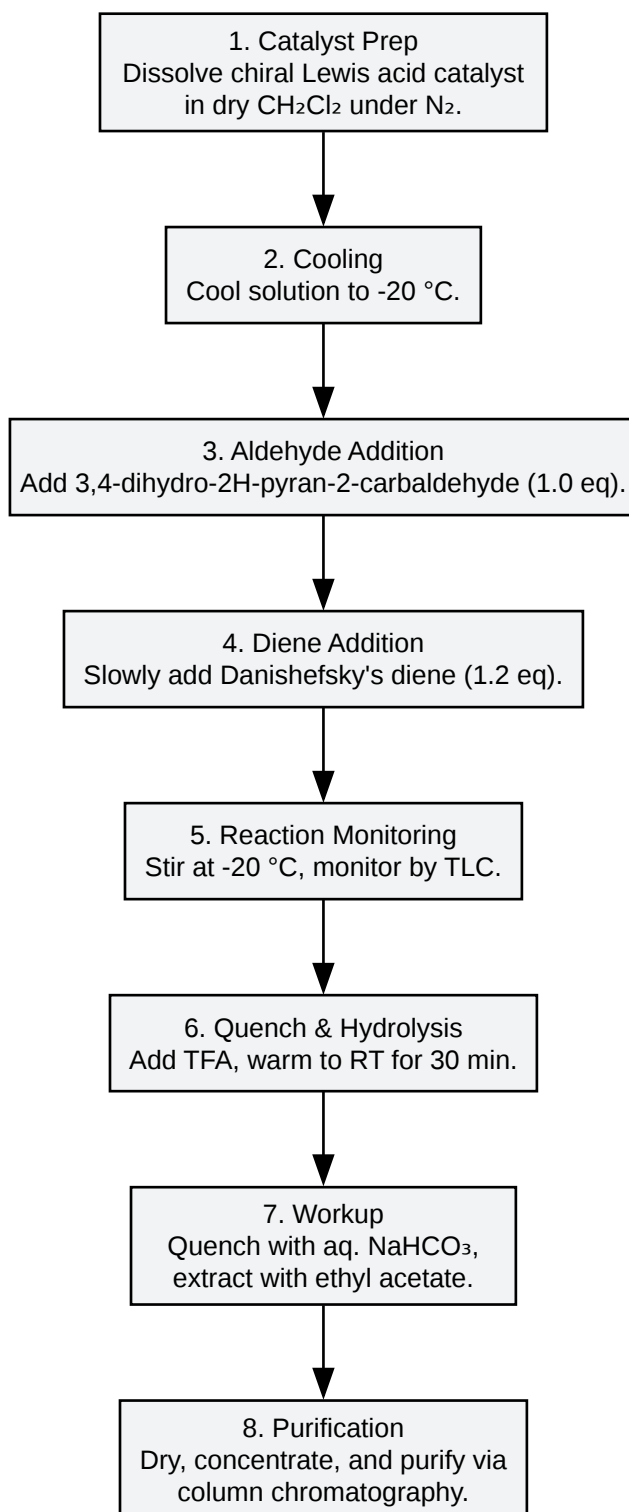 1. Catalyst Prep
Dissolve chiral Lewis acid catalyst
in dry CH₂Cl₂ under N₂.
2. Cooling
Cool solution to -20 °C.
3. Aldehyde Addition
Add 3,4-dihydro-2H-pyran-2-carbaldehyde (1.0 eq).
4. Diene Addition
Slowly add Danishefsky's diene (1.2 eq).
5. Reaction Monitoring
Stir at -20 °C, monitor by TLC.
6. Quench & Hydrolysis
Add TFA, warm to RT for 30 min.
7. Workup
Quench with aq. NaHCO₃,
extract with ethyl acetate.
8. Purification
Dry, concentrate, and purify via
column chromatography.